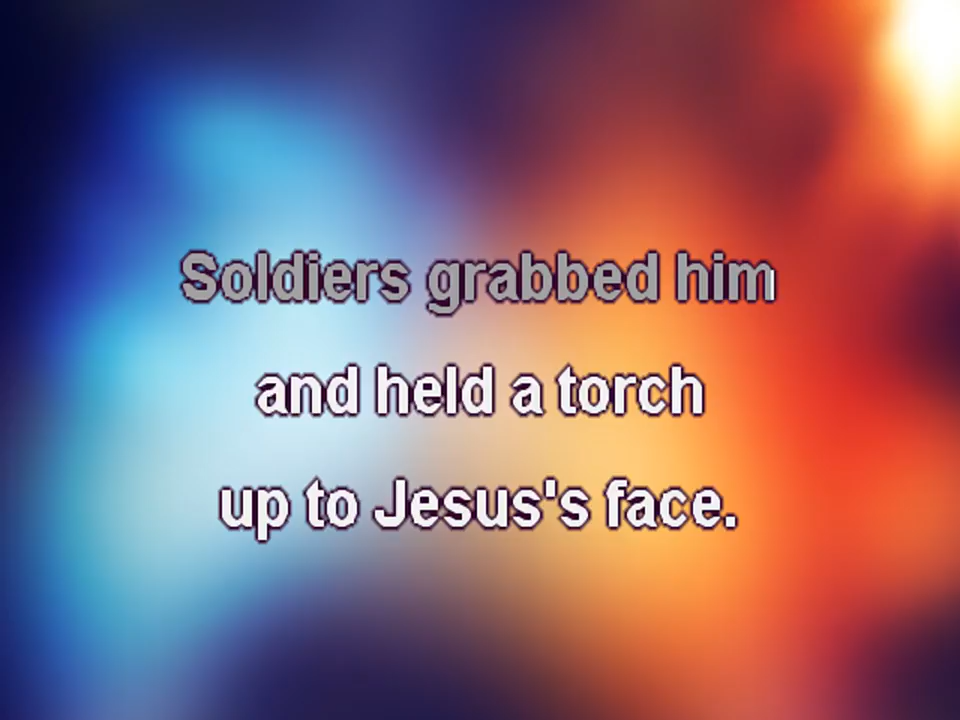 Soldiers grabbed him
and held a torch
up to Jesus's face.